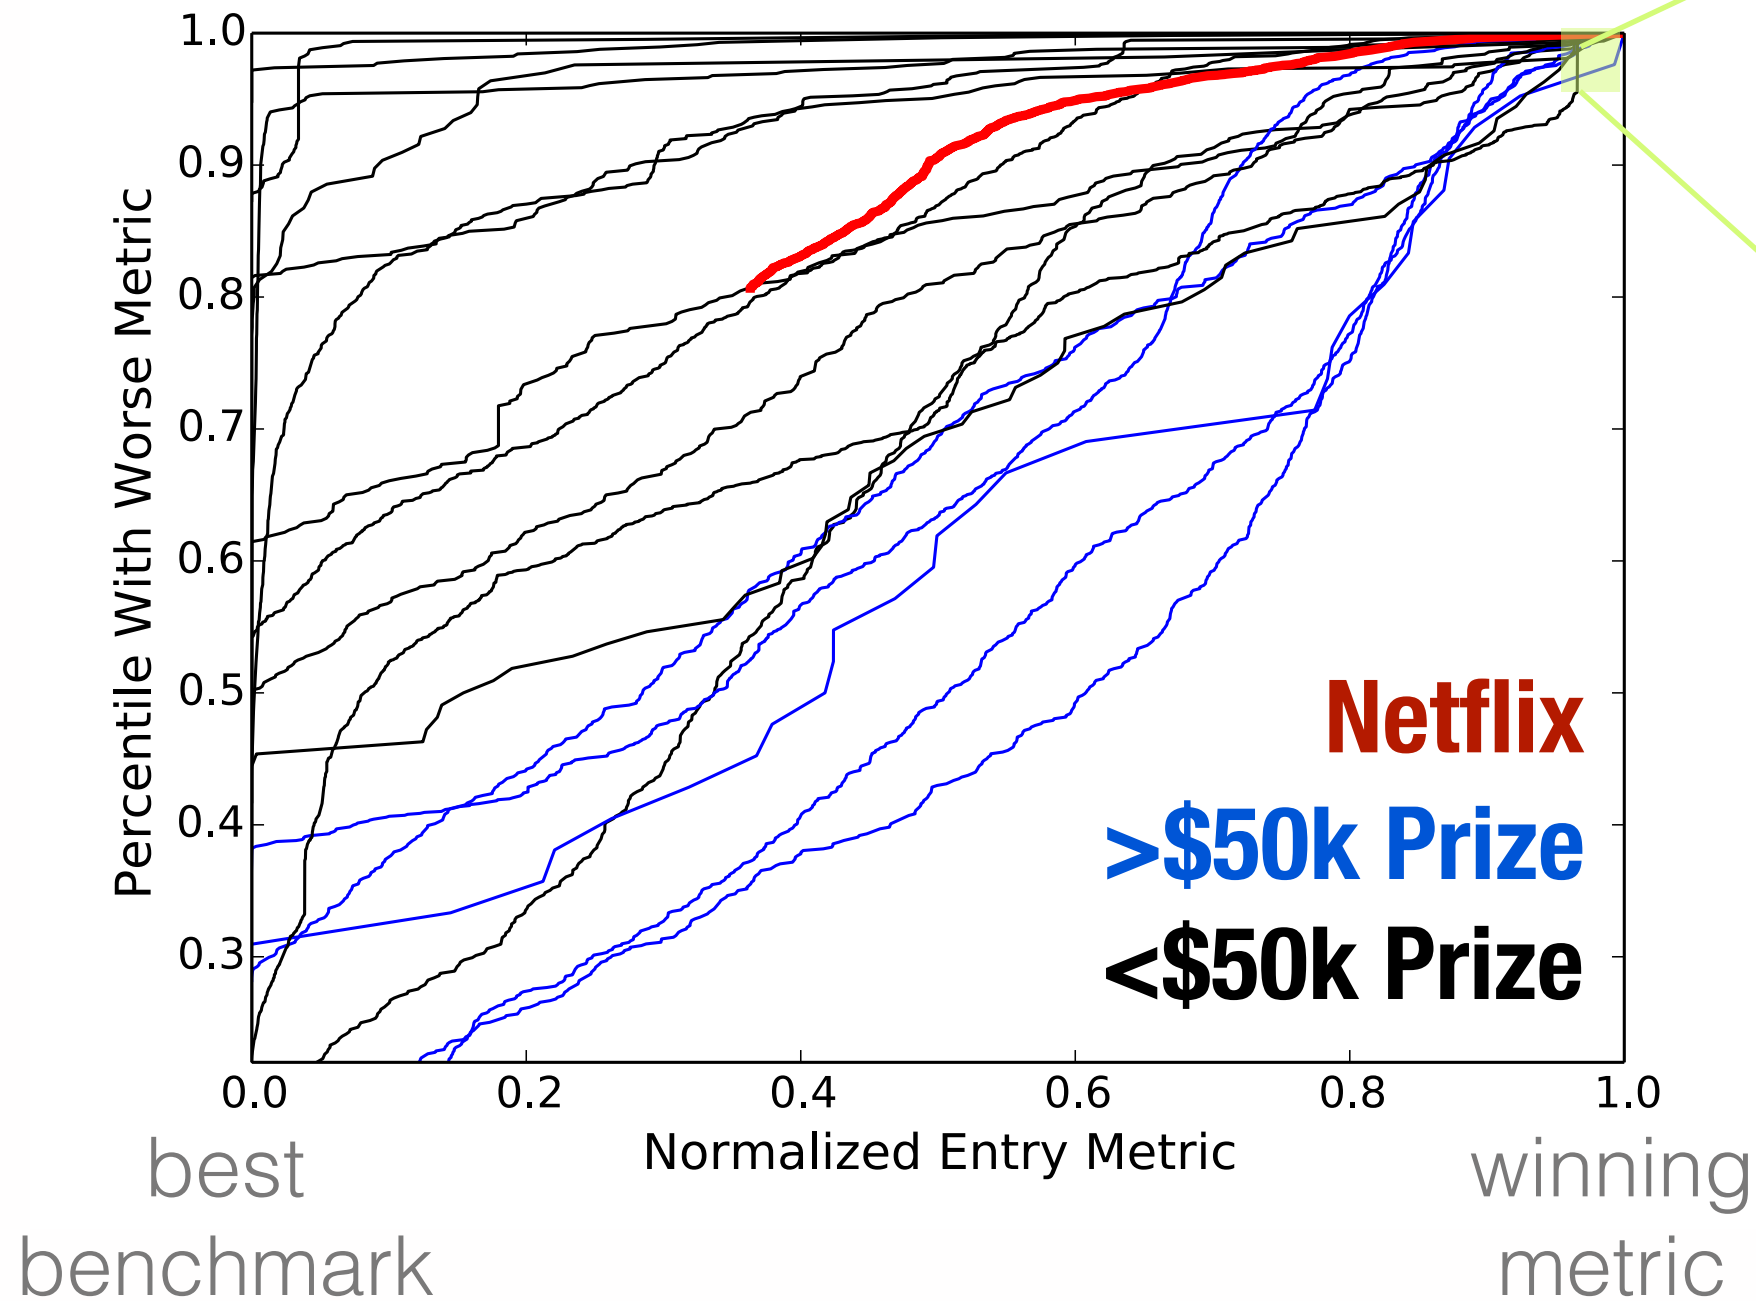 1.0
0.9
0.8
0.7
0.6
0.5
0.4
0.3
Percentile With Worse Metric
Netflix
>$50k Prize
<$50k Prize
0.0 0.2 0.4 0.6 0.8 1.0
Normalized Entry Metric
best
benchmark
winning
metric